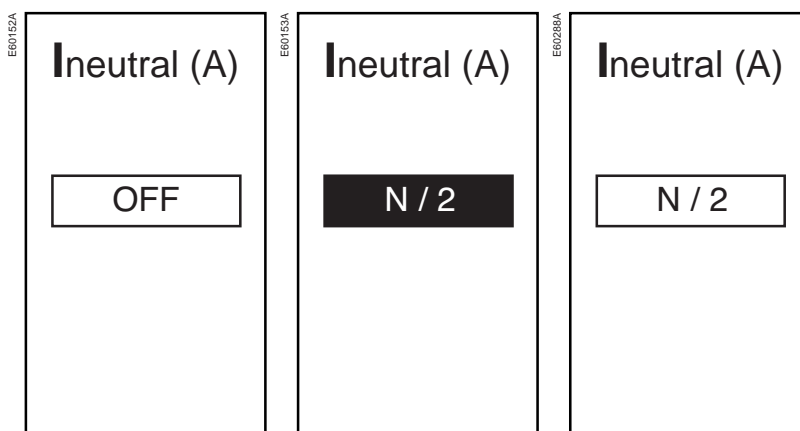 E60152A
Ineutral (A)
OFF
E60153A
Ineutral (A)
N / 2
E60288A
Ineutral (A)
N / 2